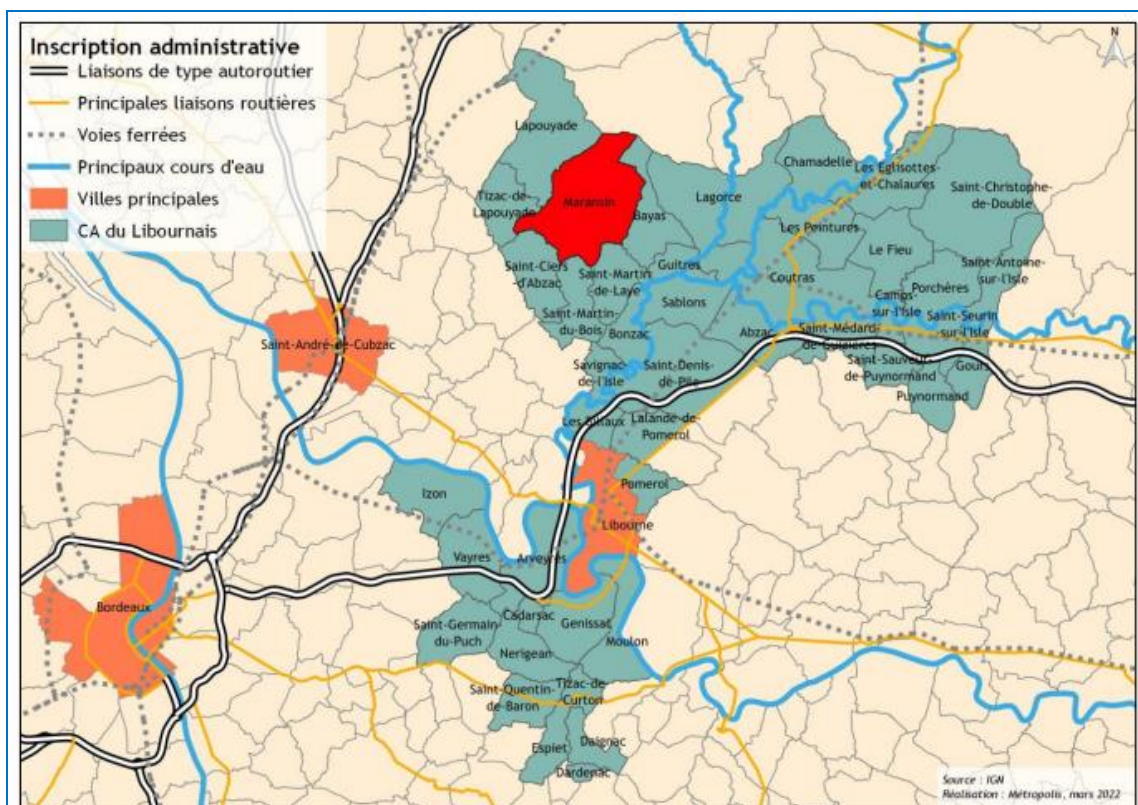 Inscription administrative
Liaisons de type autoroutier
Principales liaisons routières
Voies ferrées
Principaux cours d'eau
Villes principales
CA du Libournais
N
Lapouyade
Maransin
Tizac-de-
Lapouyade
Bayas
Lagorce
Chamadelle
Les Eglisottes-
et-Chalaures
Saint-Christophe-
de-Double
Les Peintures
Le Fieu
Saint-Antoine-
sur-l'Isle
Saint-Ciers
-d'Abzac
Saint-Martin
-de-Laye
Guitres
Coutras
Porchères
Camps-
sur-l'Isle
Saint-Seurin
-sur-l'Isle
Sablons
Saint-Martin-
du-Bois
Bonzac
Abzac
Saint-Médard-
de-Guizières
Saint-Sauveur-
de-Puynormand
Gours
Puynormand
Savignac-
de-l'Isle
Saint-Denis-
de-Pile
Les Billaux
Lalande-de-
Pomerol
Saint-André-de-Cubzac
Pomerol
Izon
Libourne
Vayres
Arveyres
Bordeaux
Cadarsac
Saint-Germain-
du-Puch
Génissac
Moulon
Nerigean
Saint-Quentin-
de-Baron
Tizac-de-
Curton
Espiet
Daignac
Dardenac
Source : IGN
Réalisation : Métropolis, mars 2022